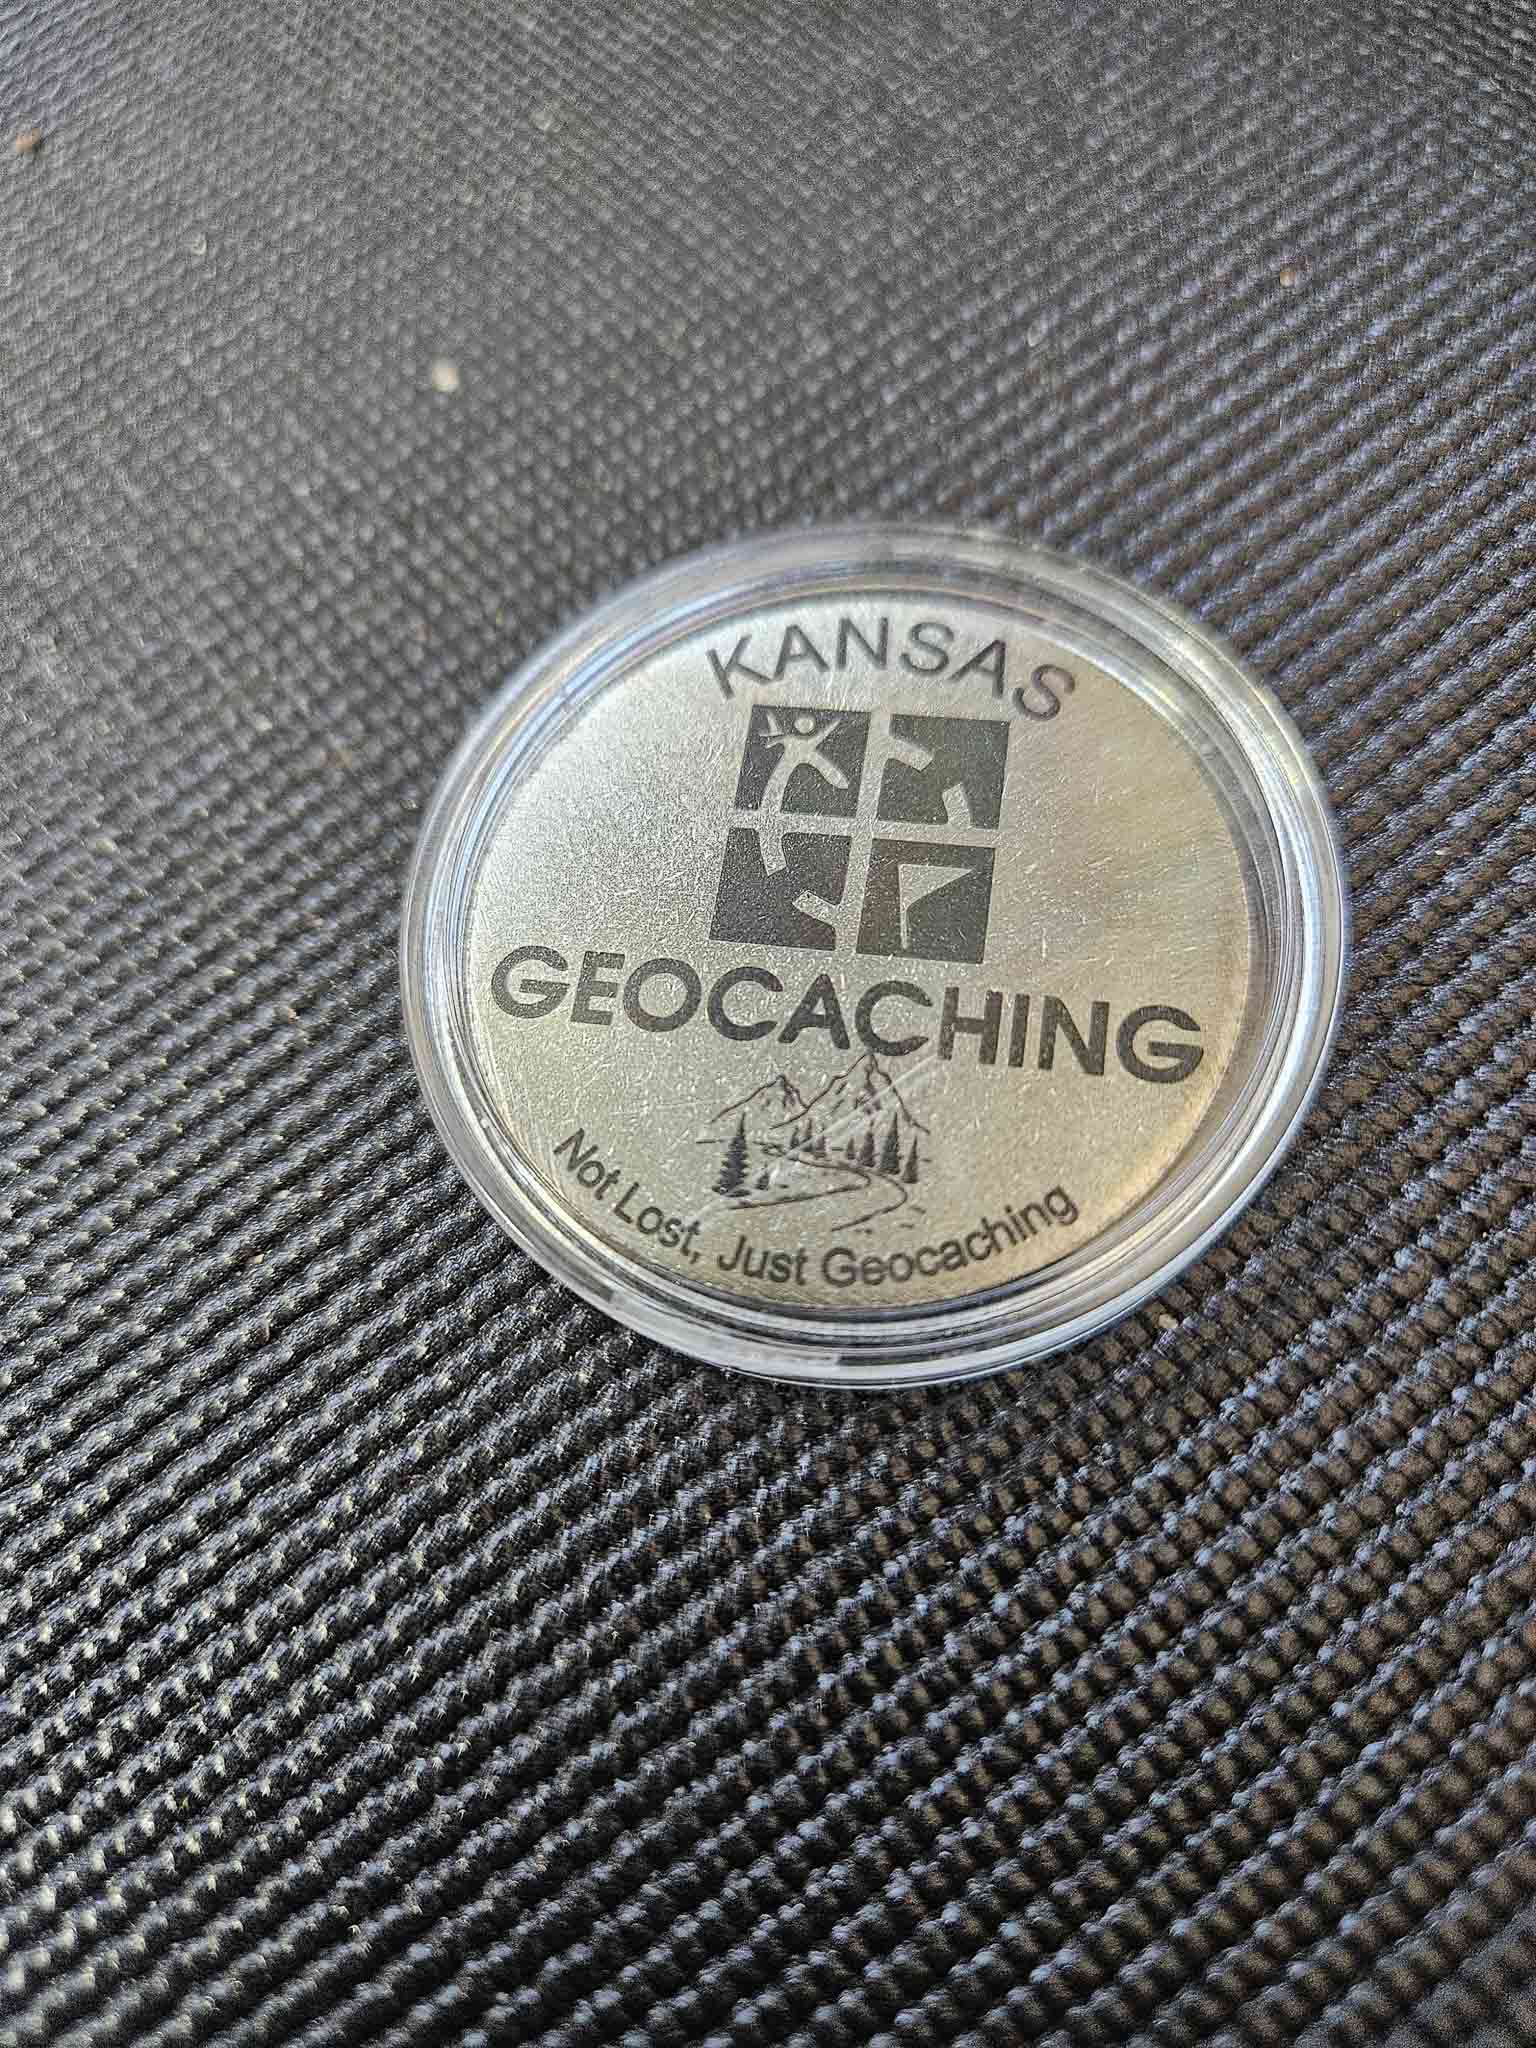 KANSAS
GEOCACHING
Not Lost, Just Geocaching